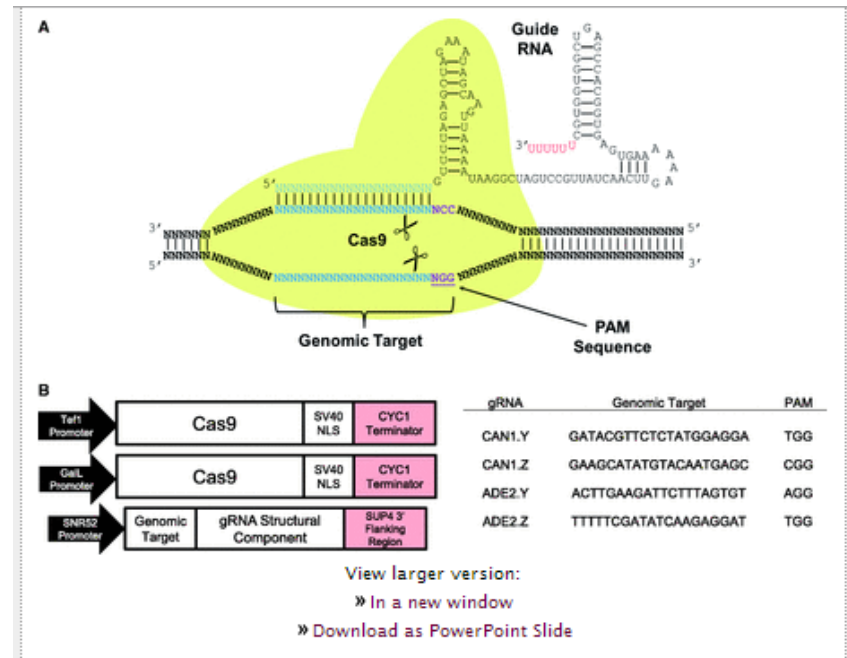 A
Guide
RNA
3'
UUUUUU
UAAGGCUAGUCCGUUAUCAACUU
5'
NCC
3'
5'
Cas9
5'
3'
NGG
Genomic Target
PAM
Sequence
B
Tef1
Promoter
Cas9
SV40
NLS
CYC1
Terminator
GalL
Promoter
Cas9
SV40
NLS
CYC1
Terminator
SNR52
Promoter
Genomic
Target
gRNA Structural
Component
SUP4 3'
Flanking
Region
gRNA Genomic Target PAM
CAN1.Y GATACGTTCTCTATGGAGGA TGG
CAN1.Z GAAGCATATGTACAATGAGC CGG
ADE2.Y ACTTGAAGATTCTTTAGTGT AGG
ADE2.Z TTTTTCGATATCAAGAGGAT TGG
View larger version:
» In a new window
» Download as PowerPoint Slide